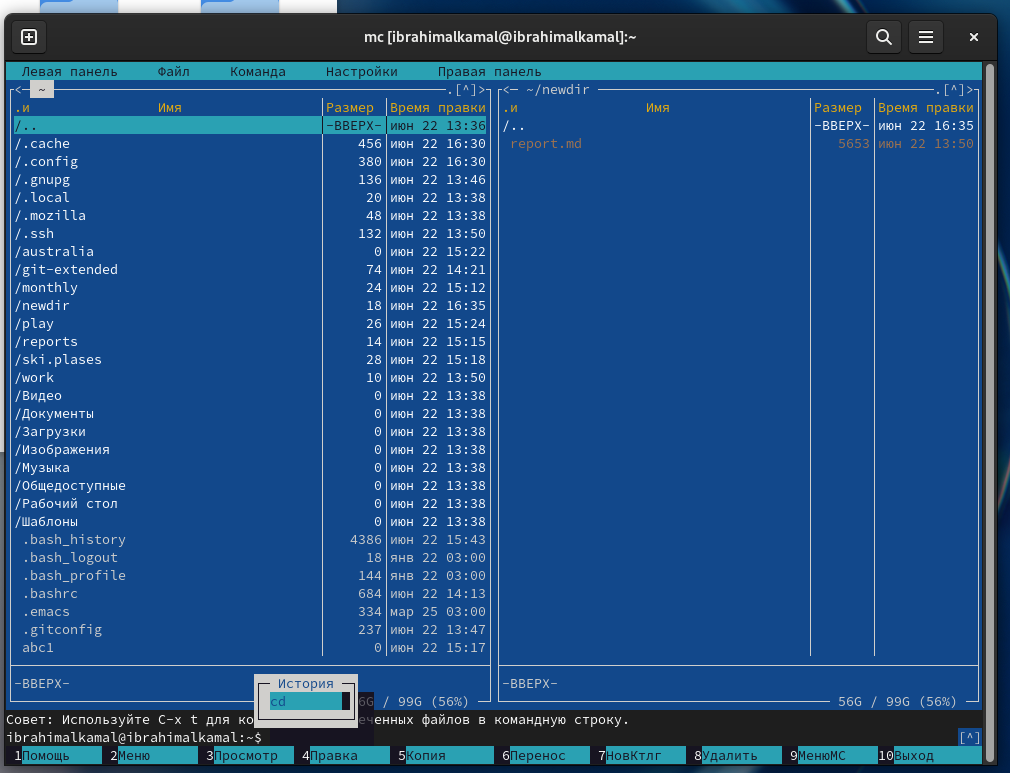 mc [ibrahimalkamal@ibrahimalkamal]:~
Левая панель Файл Команда Настройки Правая панель
<─ ~ .[^]>
.и Имя Размер Время правки
/.. -ВВЕРХ- июн 22 13:36
/.cache 456 июн 22 16:30
/.config 380 июн 22 16:30
/.gnupg 136 июн 22 13:46
/.local 20 июн 22 13:38
/.mozilla 48 июн 22 13:38
/.ssh 132 июн 22 13:50
/australia 0 июн 22 15:22
/git-extended 74 июн 22 14:21
/monthly 24 июн 22 15:12
/newdir 18 июн 22 16:35
/play 26 июн 22 15:24
/reports 14 июн 22 15:15
/ski.plases 28 июн 22 15:18
/work 10 июн 22 13:50
/Видео 0 июн 22 13:38
/Документы 0 июн 22 13:38
/Загрузки 0 июн 22 13:38
/Изображения 0 июн 22 13:38
/Музыка 0 июн 22 13:38
/Общедоступные 0 июн 22 13:38
/Рабочий стол 0 июн 22 13:38
/Шаблоны 0 июн 22 13:38
.bash_history 4386 июн 22 15:43
.bash_logout 18 янв 22 03:00
.bash_profile 144 янв 22 03:00
.bashrc 684 июн 22 14:13
.emacs 334 мар 25 03:00
.gitconfig 237 июн 22 13:47
abc1 0 июн 22 15:17
-ВВЕРХ-
6G / 99G (56%)
<─ ~/newdir .[^]>
.и Имя Размер Время правки
/.. -ВВЕРХ- июн 22 16:35
report.md 5653 июн 22 13:50
-ВВЕРХ-
56G / 99G (56%)
История
cd
Совет: Используйте C-x t для ко ченных файлов в командную строку.
ibrahimalkamal@ibrahimalkamal:~$ [^]
1Помощь 2Меню 3Просмотр 4Правка 5Копия 6Перенос 7НовКтлг 8Удалить 9МенюMC 10Выход